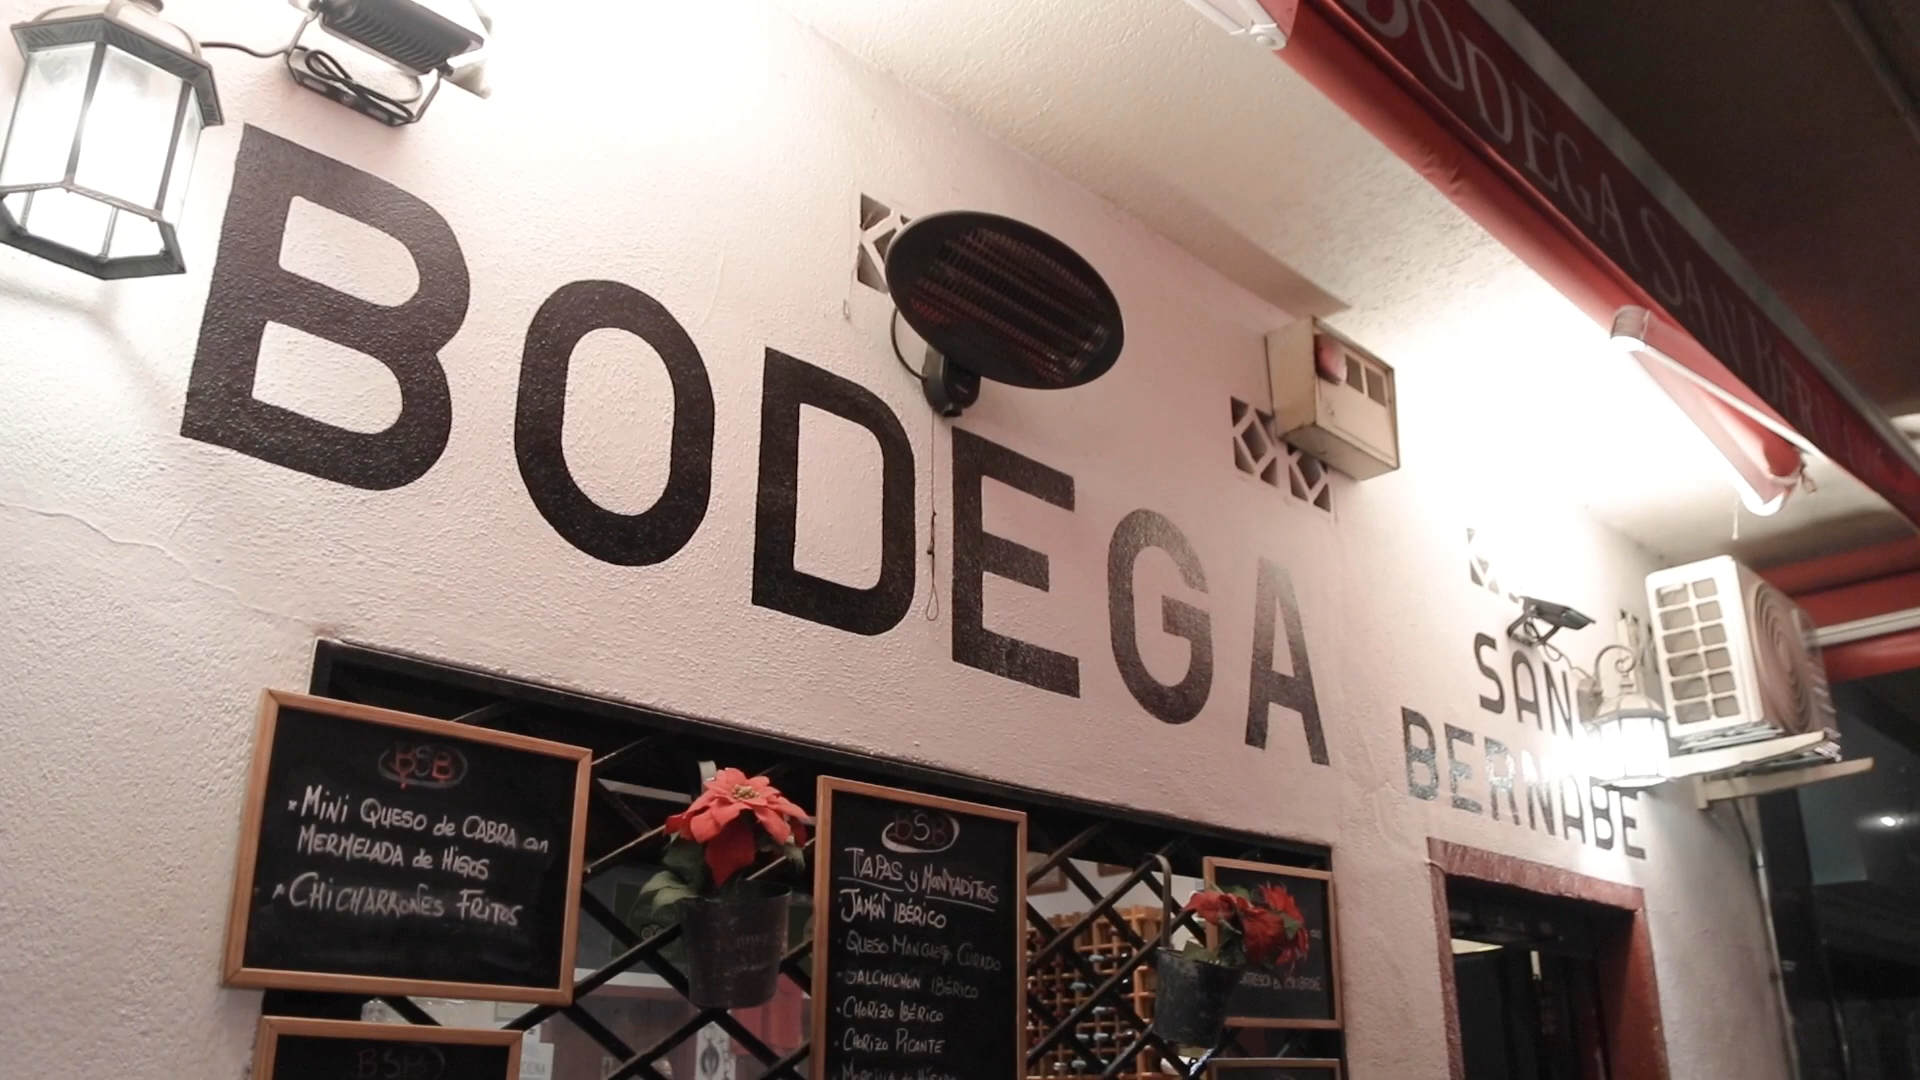 BODEGA SAN BER
BODEGA
SAN
BERNABE
BSB
* MINI QUESO de CABRA con
MERMELADA de HIGOS
* CHICHARROÑES FRITOS
BSB
BSB
TAPAS y MONTADITOS
JAMÓN IBÉRICO
· QUESO MANCHEGO CURADO
· SALCHICHÓN IBÉRICO
· CHORIZO IBÉRICO
· CHORIZO PICANTE